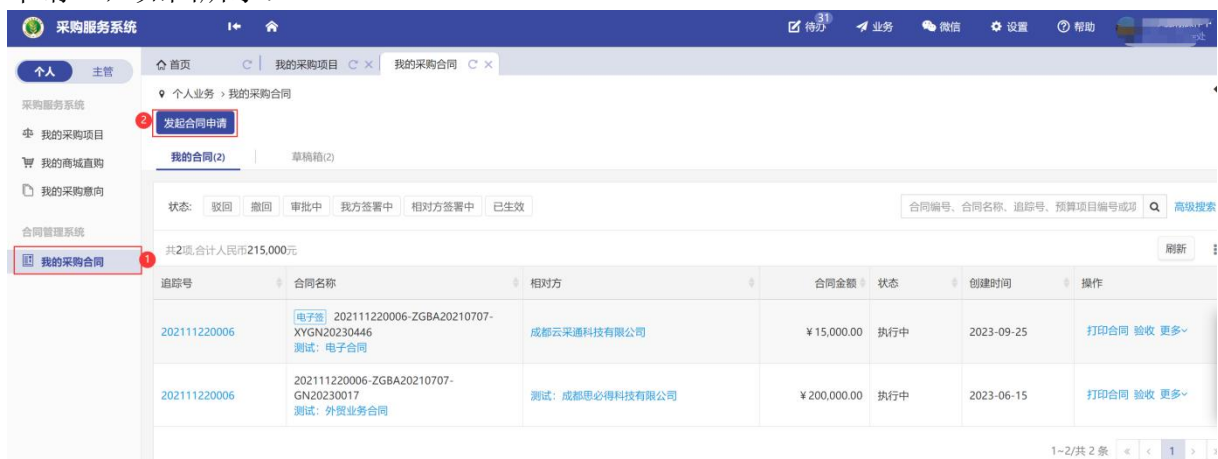 采购服务系统
待办 31 业务 微信 设置 帮助
个人 主管
首页 我的采购项目 我的采购合同
个人业务 > 我的采购合同
采购服务系统
2 发起合同申请
我的采购项目
我的商城直购
我的合同(2) 草稿箱(2)
我的采购意向
状态: 驳回 撤回 审批中 我方签署中 相对方签署中 已生效 合同编号、合同名称、追踪号、预算项目编号或项 高级搜索
合同管理系统
我的采购合同 1
共2项,合计人民币215,000元 刷新
追踪号 合同名称 相对方 合同金额 状态 创建时间 操作
202111220006 电子签 202111220006-ZGBA20210707-XYGN20230446 测试:电子合同 成都云采通科技有限公司 ¥15,000.00 执行中 2023-09-25 打印合同 验收 更多
202111220006 202111220006-ZGBA20210707-GN20230017 测试:外贸业务合同 测试:成都思必得科技有限公司 ¥200,000.00 执行中 2023-06-15 打印合同 验收 更多
1~2/共 2 条 « < 1 >